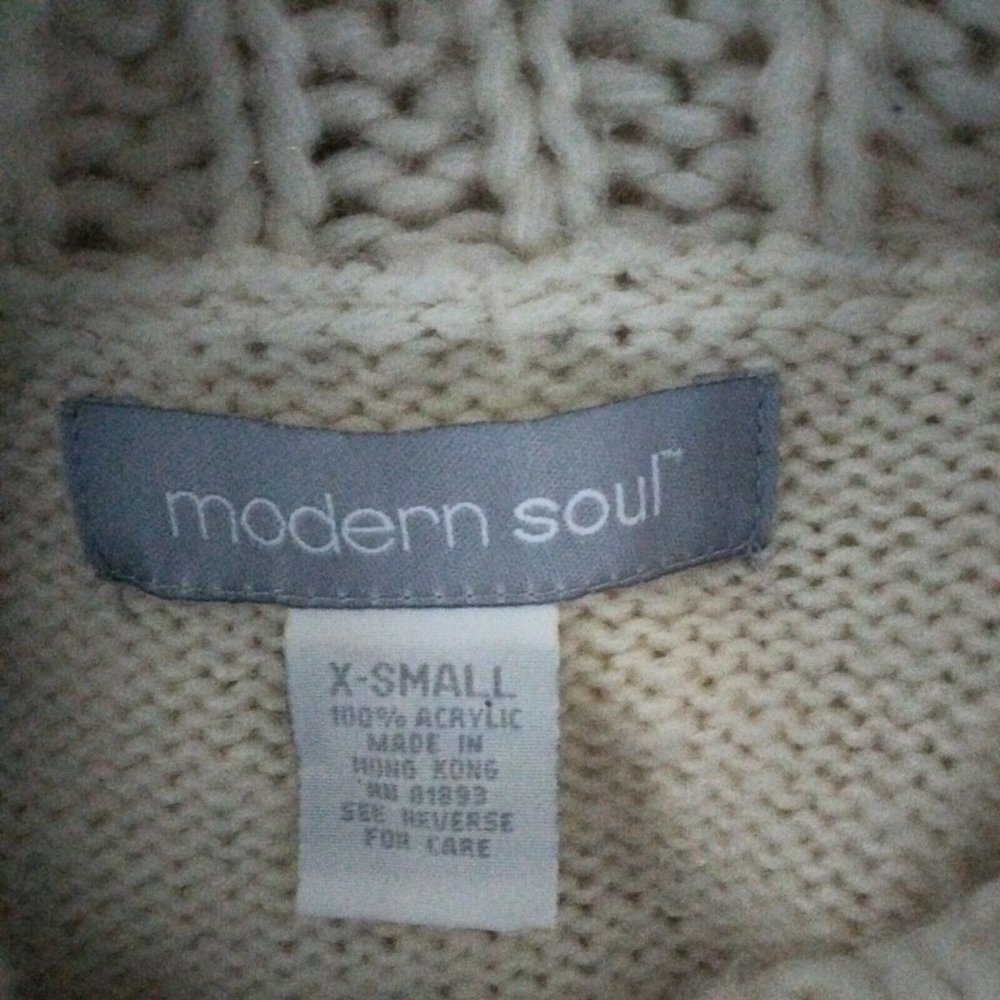 modern soul™
X-SMALL
100% ACRYLIC
MADE IN
HONG KONG
RN 81893
SEE REVERSE
FOR CARE